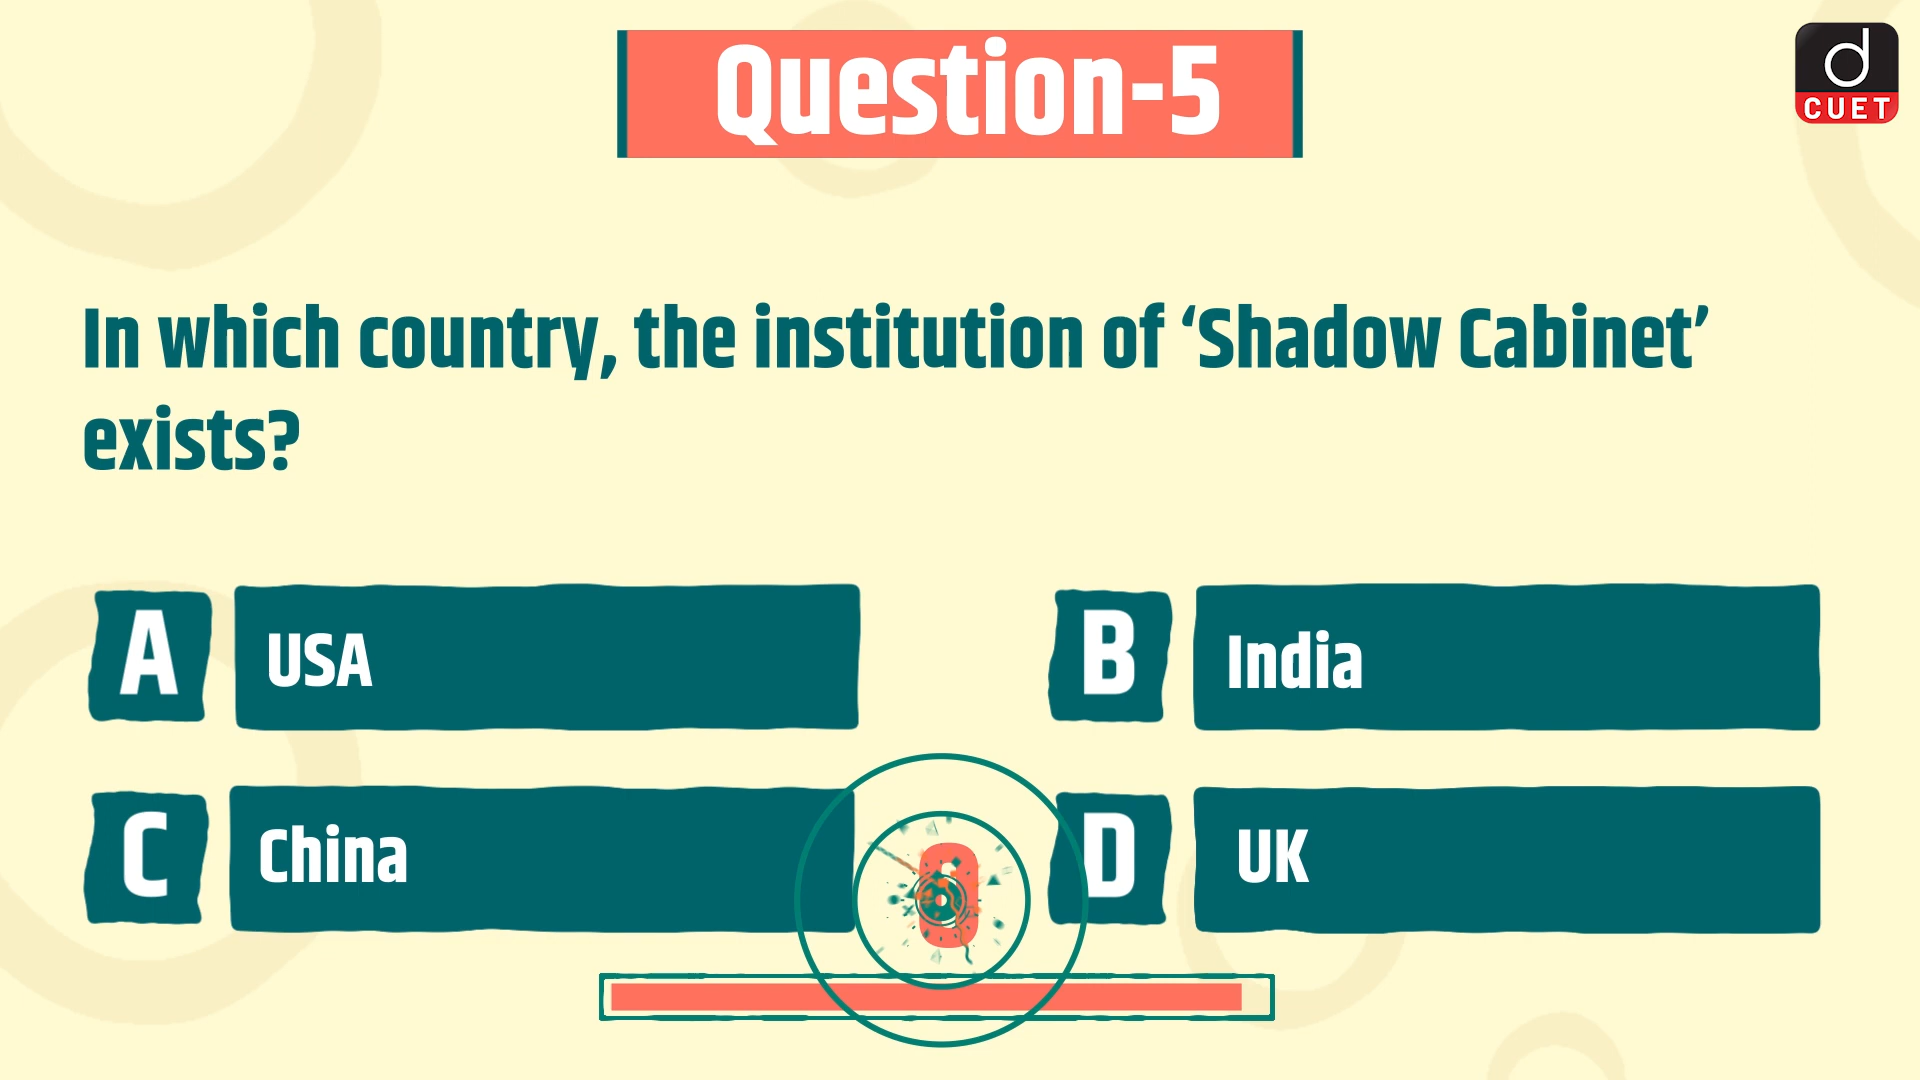 Question-5
d
CUET
In which country, the institution of ‘Shadow Cabinet’
exists?
A USA
B India
C China
D UK